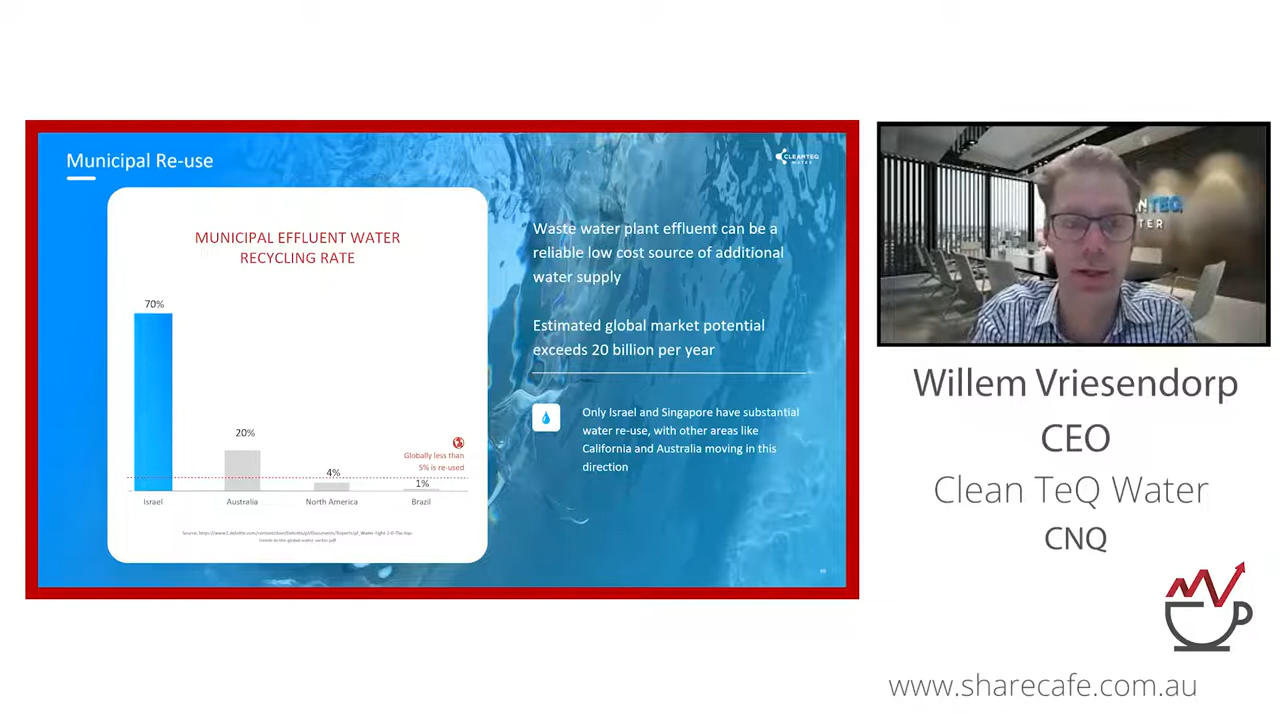 Municipal Re-use
CLEANTEQ
WATER
MUNICIPAL EFFLUENT WATER
RECYCLING RATE
70%
20%
4%
1%
Globally less than
5% is re-used
Israel
Australia
North America
Brazil
Waste water plant effluent can be a
reliable low cost source of additional
water supply
Estimated global market potential
exceeds 20 billion per year
Only Israel and Singapore have substantial
water re-use, with other areas like
California and Australia moving in this
direction
Willem Vriesendorp
CEO
Clean TeQ Water
CNQ
www.sharecafe.com.au